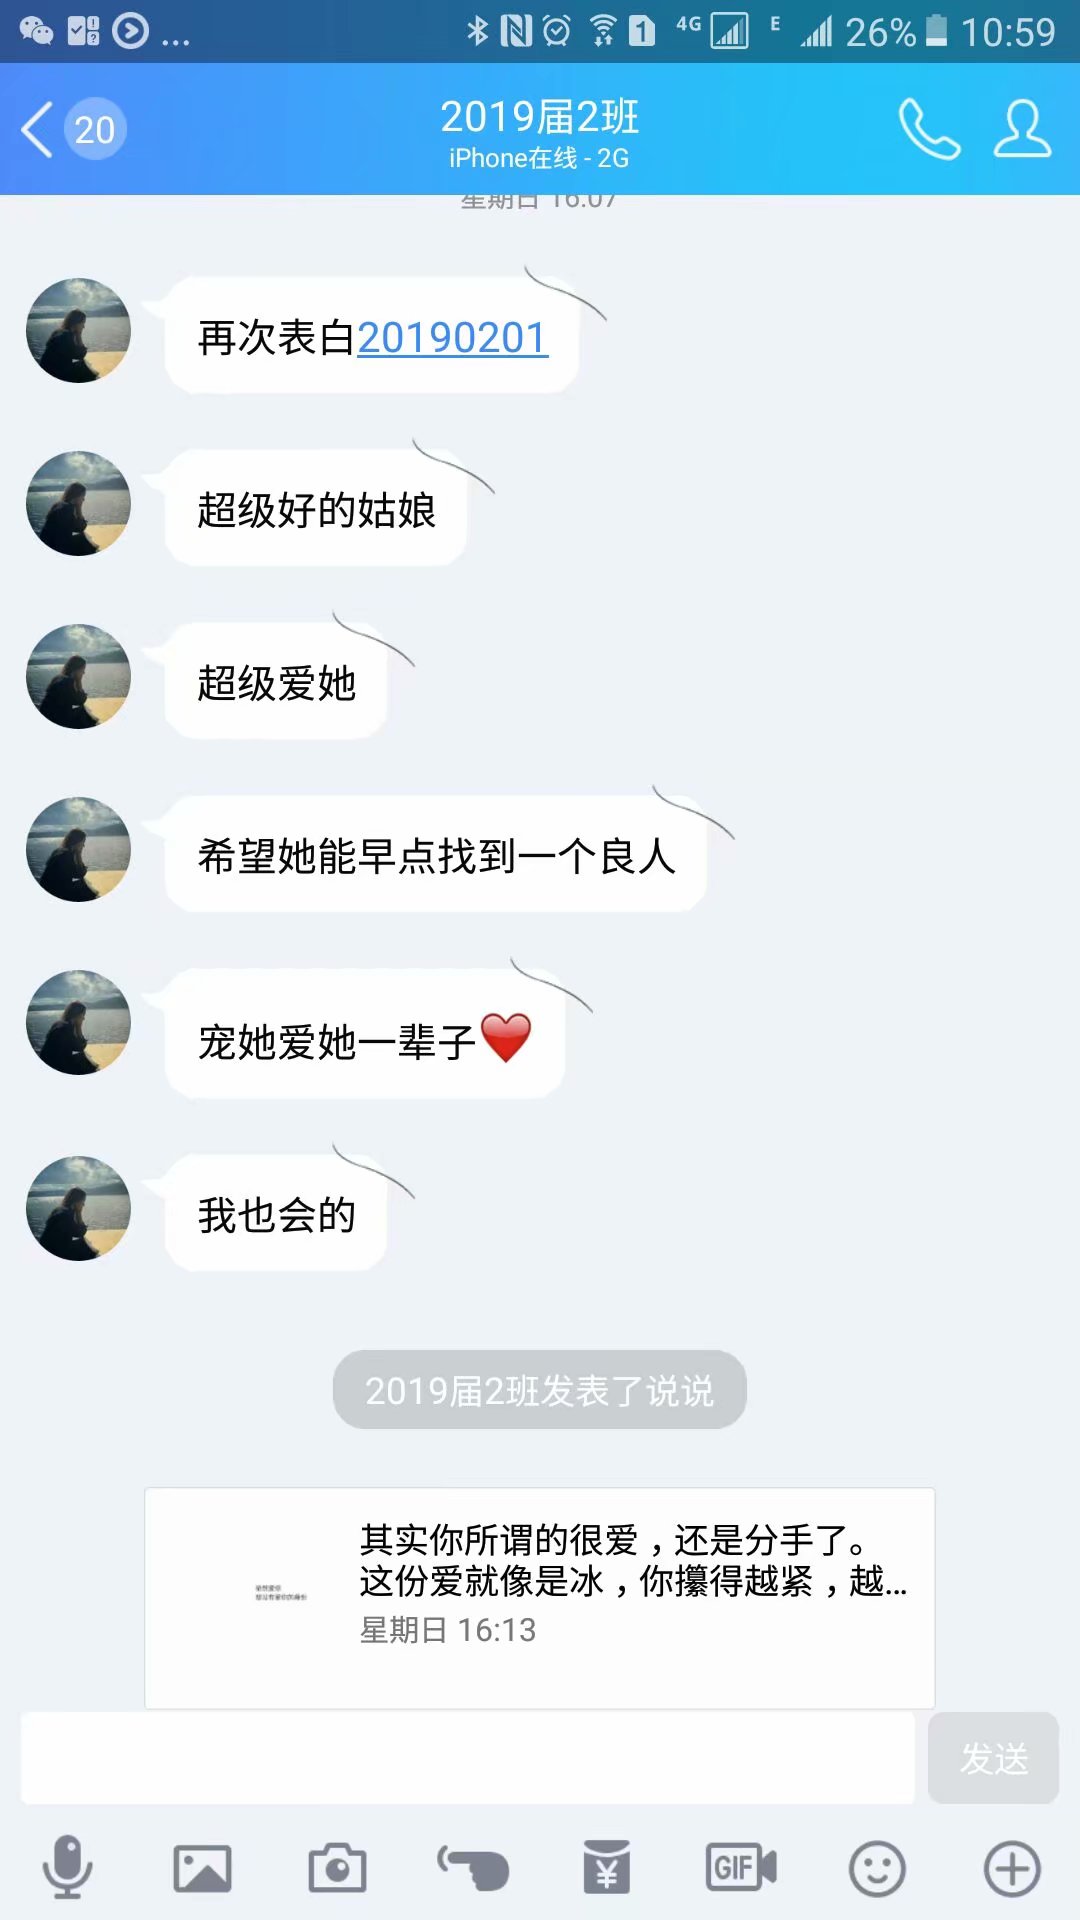 4G E 26% 10:59
20
2019届2班
iPhone在线 - 2G
星期日 16:07
再次表白20190201
超级好的姑娘
超级爱她
希望她能早点找到一个良人
宠她爱她一辈子
我也会的
2019届2班发表了说说
其实你所谓的很爱，还是分手了。
这份爱就像是冰，你攥得越紧，越...
星期日 16:13
发送
GIF